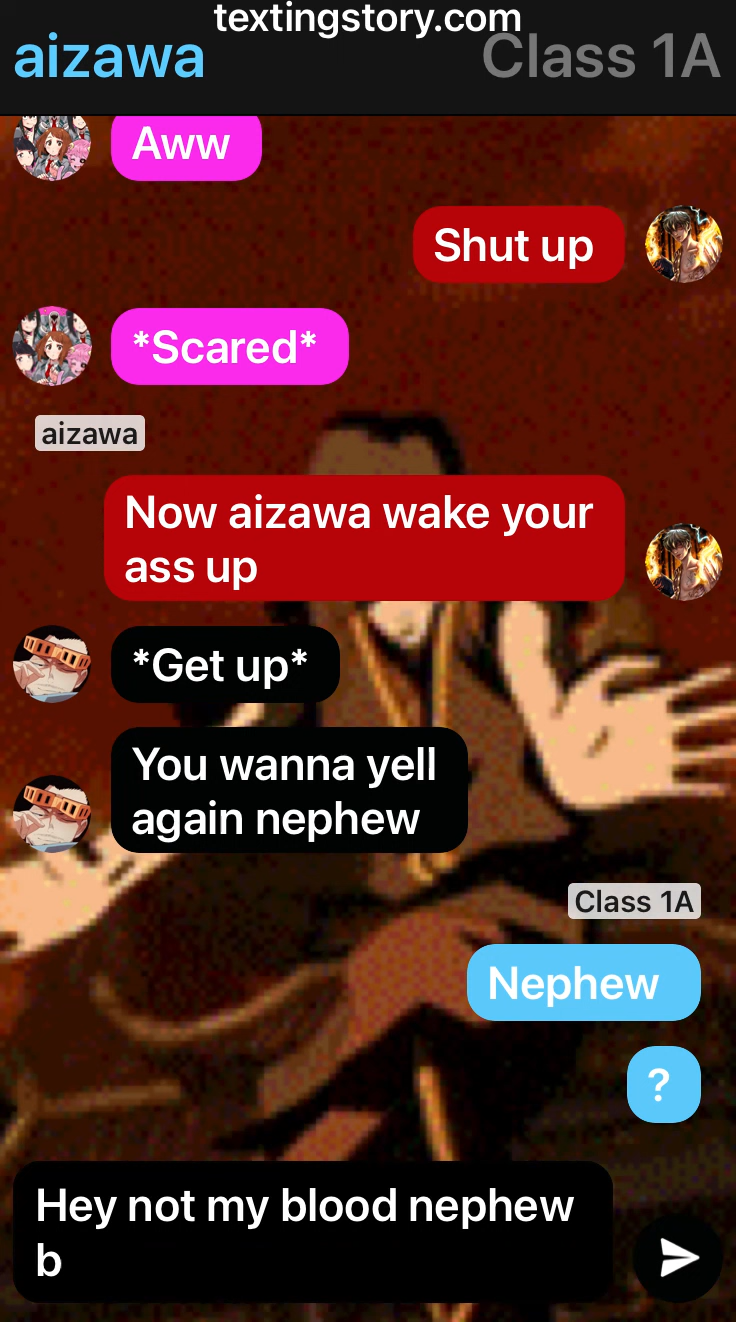 textingstory.com
aizawa
Class 1A
Aww
Shut up
*Scared*
aizawa
Now aizawa wake your
ass up
*Get up*
You wanna yell
again nephew
Class 1A
Nephew
?
Hey not my blood nephew
b